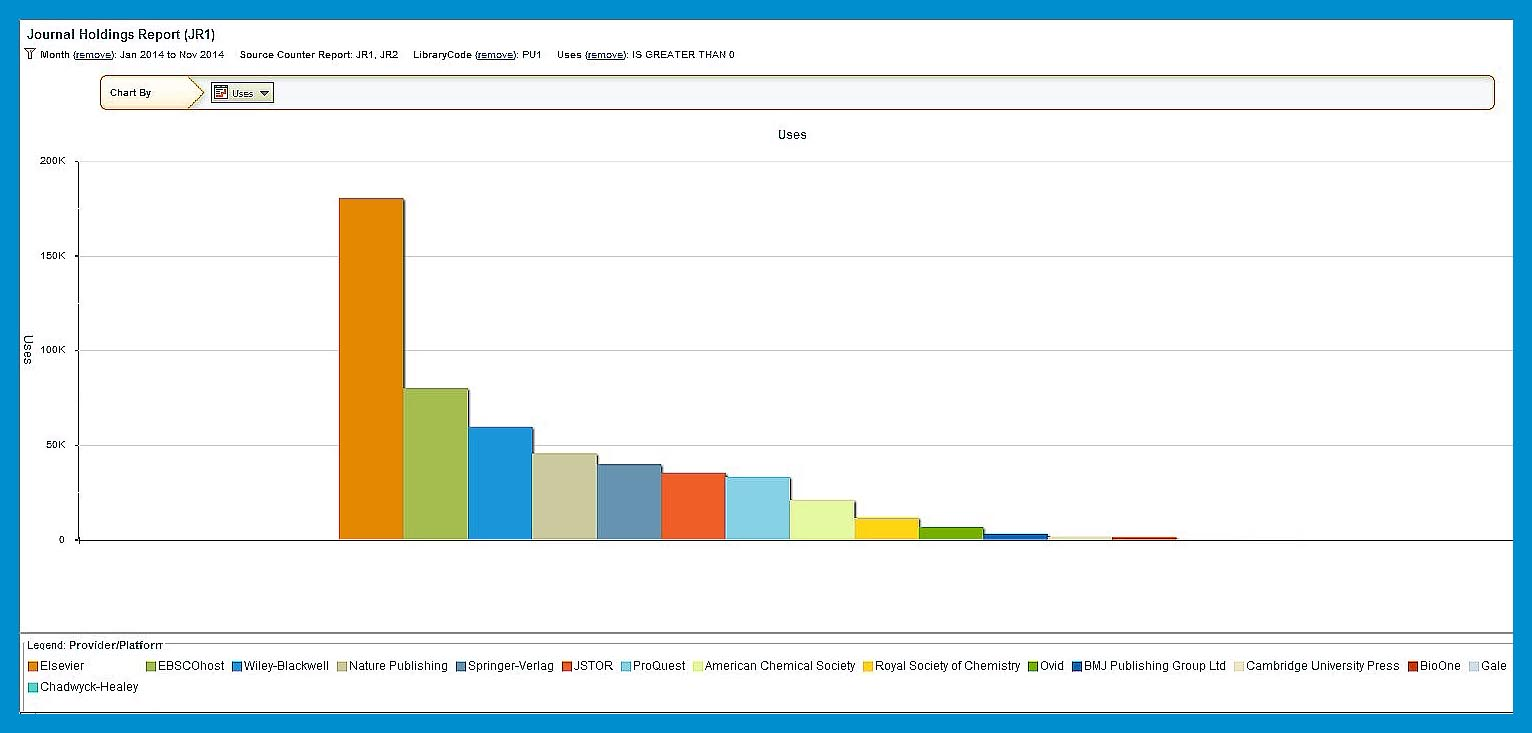 Journal Holdings Report (JR1)
Month (remove): Jan 2014 to Nov 2014 Source Counter Report: JR1, JR2 LibraryCode (remove): PU1 Uses (remove): IS GREATER THAN 0
Chart By Uses
Uses
200K
150K
100K
50K
0
Uses
Legend: Provider/Platform
Elsevier EBSCOhost Wiley-Blackwell Nature Publishing Springer-Verlag JSTOR ProQuest American Chemical Society Royal Society of Chemistry Ovid BMJ Publishing Group Ltd Cambridge University Press BioOne Gale
Chadwyck-Healey